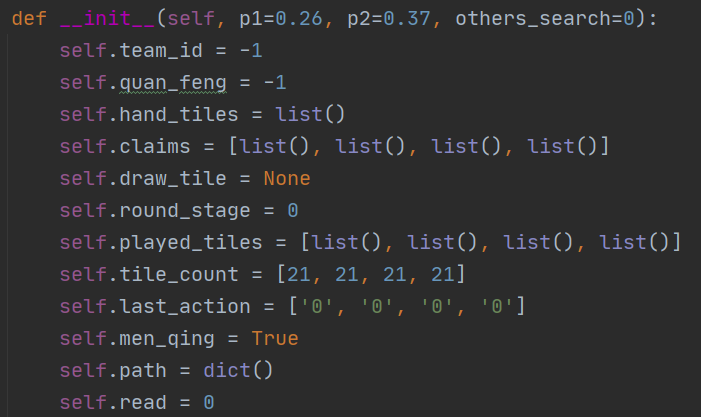 def __init__(self, p1=0.26, p2=0.37, others_search=0):
self.team_id = -1
self.quan_feng = -1
self.hand_tiles = list()
self.claims = [list(), list(), list(), list()]
self.draw_tile = None
self.round_stage = 0
self.played_tiles = [list(), list(), list(), list()]
self.tile_count = [21, 21, 21, 21]
self.last_action = ['0', '0', '0', '0']
self.men_qing = True
self.path = dict()
self.read = 0